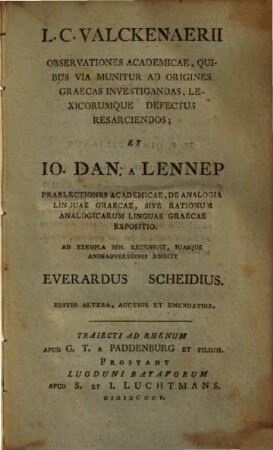 L. C. VALCKENAERII
OBSERVATIONES ACADEMICAE, QUI-
BUS VIA MUNITUR AD ORIGINES
GRAECAS INVESTIGANDAS, LE-
XICORUMQUE DEFECTUS
RESARCIENDOS;
ET
IO. DAN. A LENNEP
PRAELECTIONES ACADEMICAE, DE ANALOGIA
LINGUAE GRAECAE, SIVE RATIONUM
ANALOGICARUM LINGUAE GRAECAE
EXPOSITIO.
AD EXEMPLA MSS. RECENSUIT, SUASQUE
ANIMADVERSIONES ADIECIT
EVERARDUS SCHEIDIUS.
EDITIO ALTERA, AUCTIOR ET EMENDATIOR.
TRAIECTI AD RHENUM
APUD G. T. A PADDENBURG ET FILIUM.
PROSTANT
LUGDUNI BATAVORUM
APUD S. ET I. LUCHTMANS.
CIƆIƆCCCV.